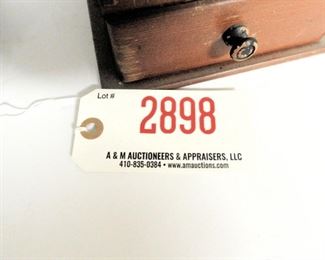 Lot #
2898
A & M AUCTIONEERS & APPRAISERS, LLC
410-835-0384 • www.amauctions.com